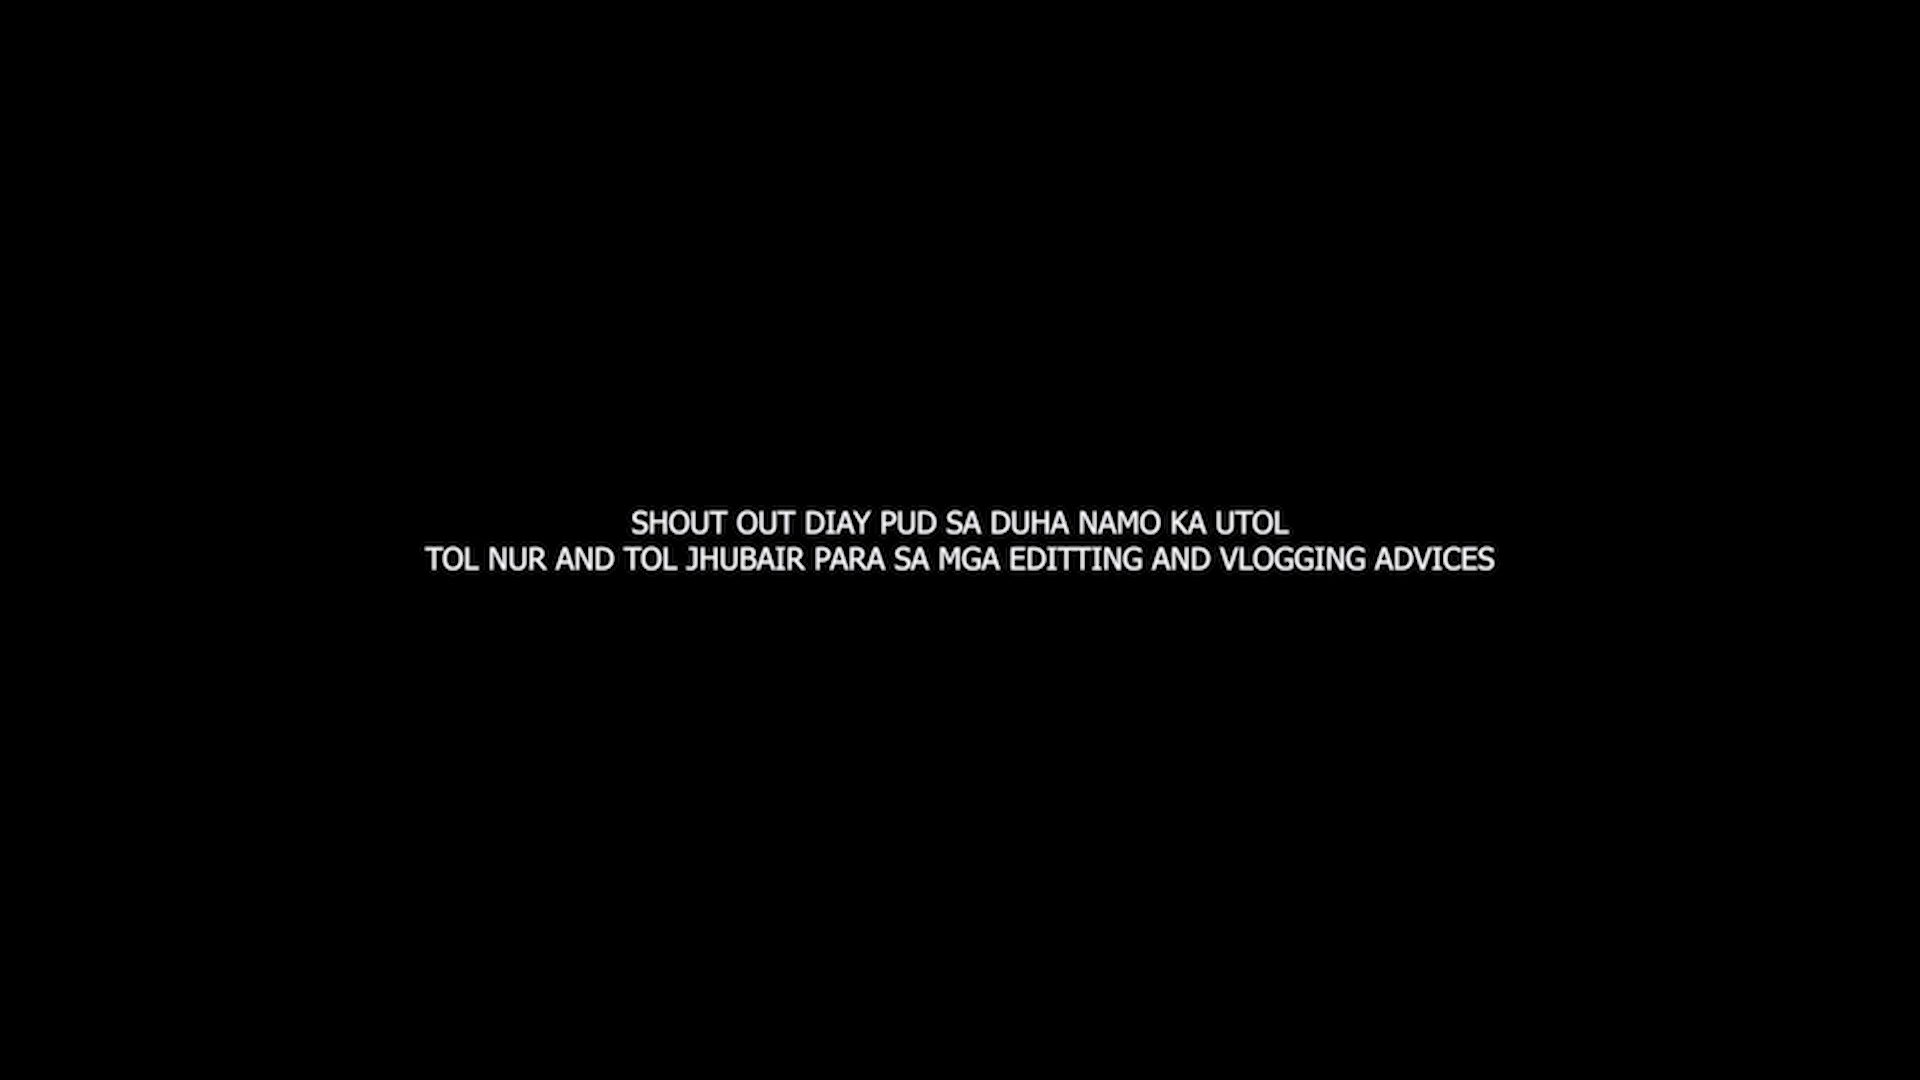 SHOUT OUT DIAY PUD SA DUHA NAMO KA UTOL
TOL NUR AND TOL JHUBAIR PARA SA MGA EDITTING AND VLOGGING ADVICES